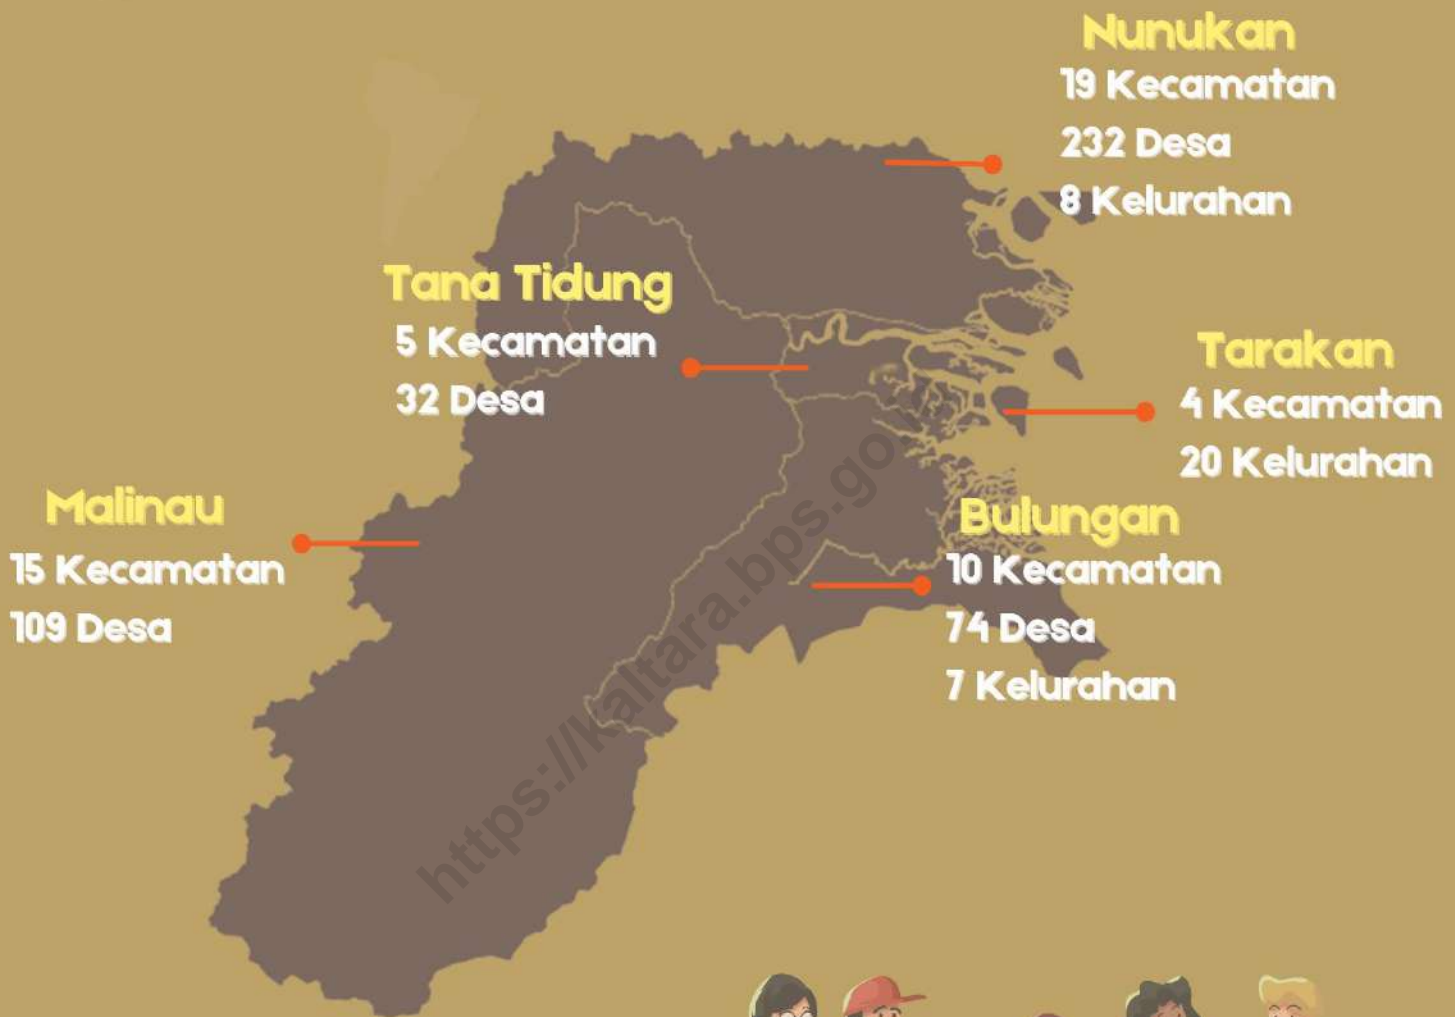 Nunukan
19 Kecamatan
232 Desa
8 Kelurahan
Tana Tidung
5 Kecamatan
32 Desa
Tarakan
4 Kecamatan
20 Kelurahan
Malinau
15 Kecamatan
109 Desa
Bulungan
10 Kecamatan
74 Desa
7 Kelurahan
https://kaltara.bps.go